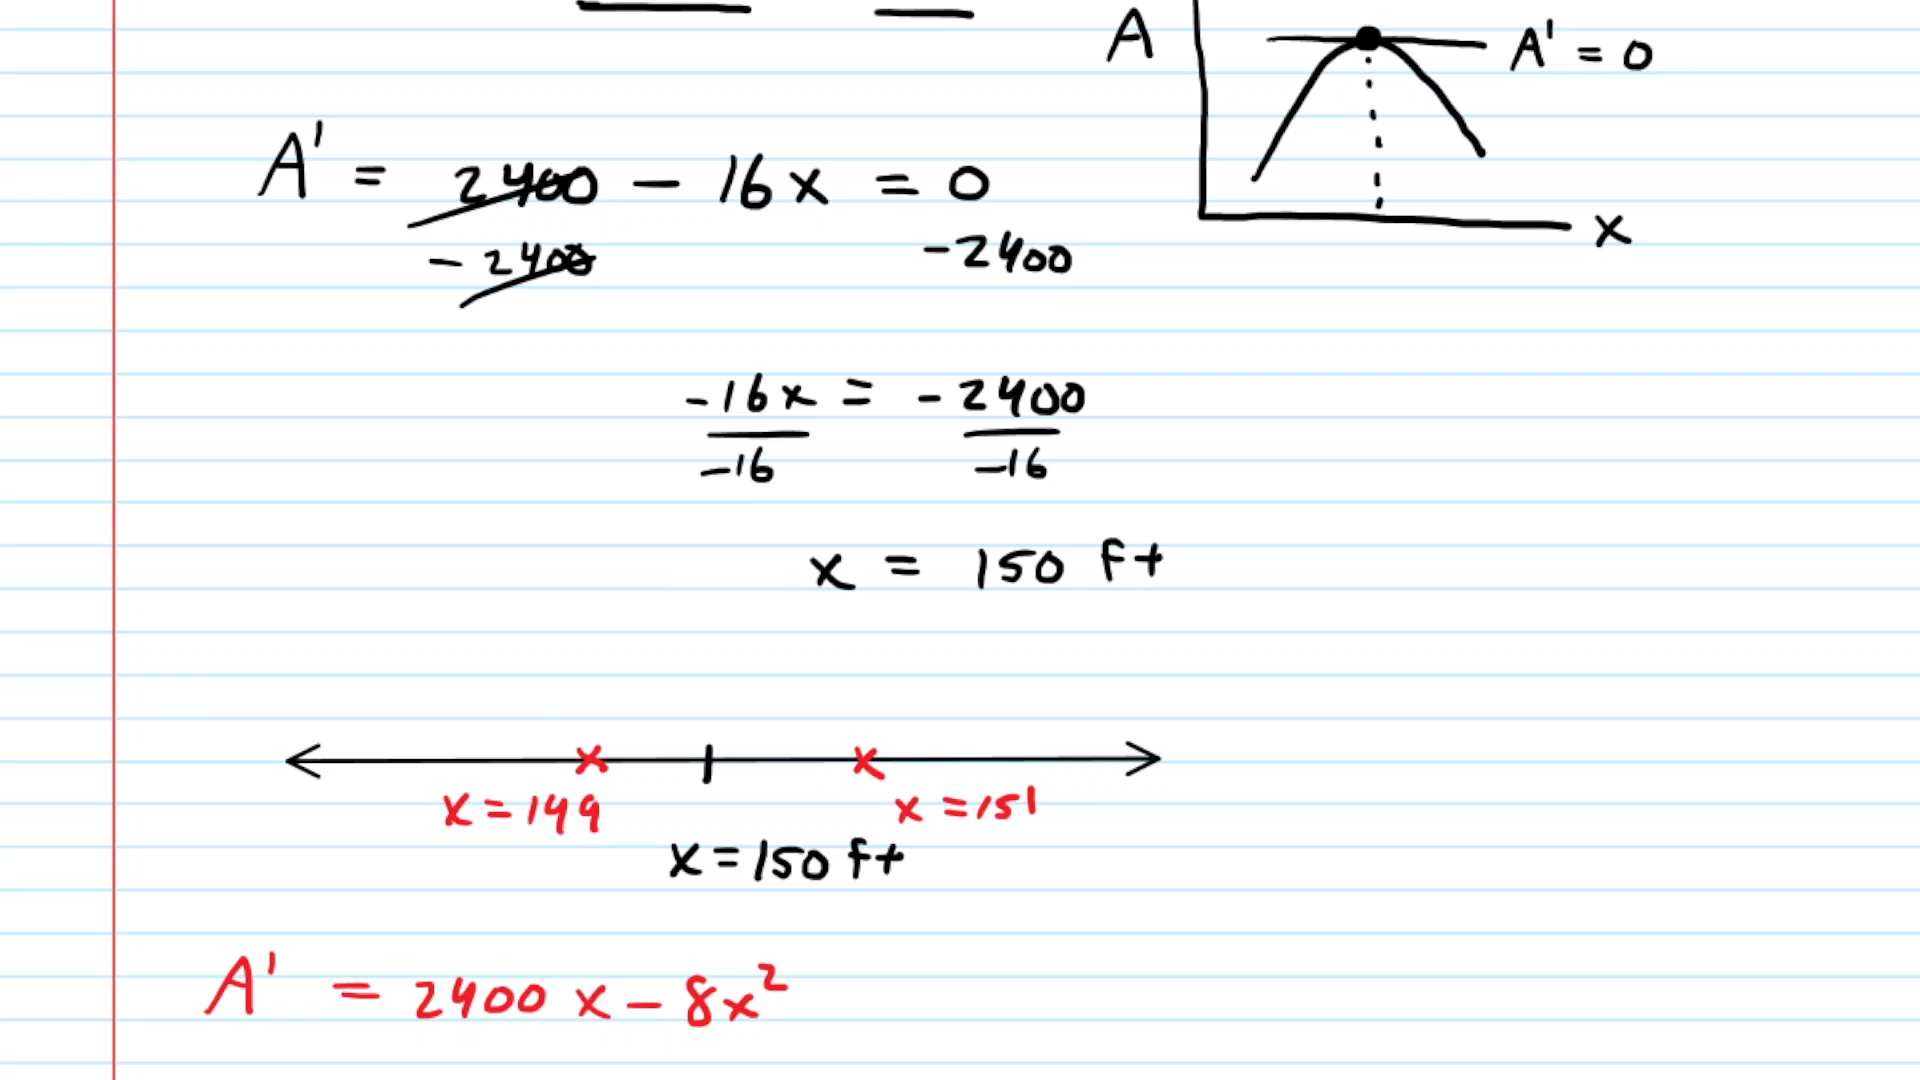 A
A' = 0
x
A' = 2400 - 16x = 0
- 2400 -2400
-16x = -2400
-16 -16
x = 150 ft
x = 149 x = 151
x = 150 ft
A' = 2400x - 8x²